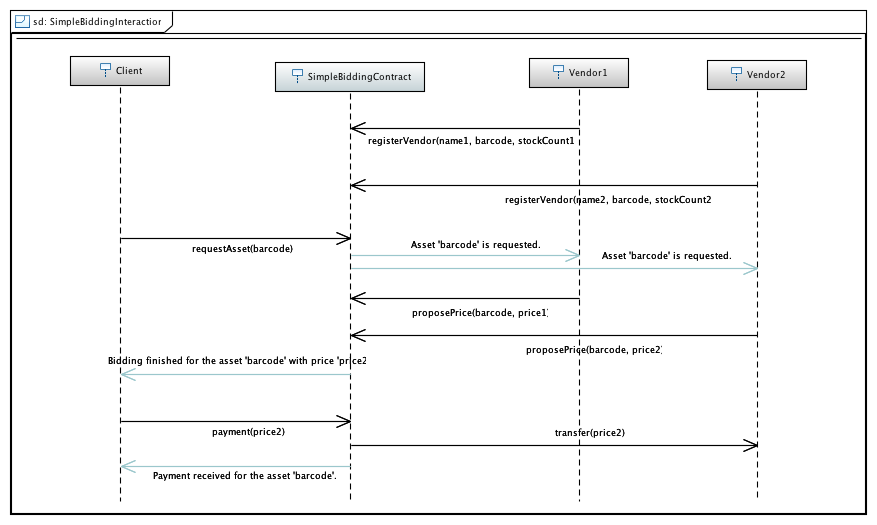 sd: SimpleBiddingInteraction
Client
SimpleBiddingContract
Vendor1
Vendor2
registerVendor(name1, barcode, stockCount1
registerVendor(name2, barcode, stockCount2
requestAsset(barcode)
Asset 'barcode' is requested.
Asset 'barcode' is requested.
proposePrice(barcode, price1)
proposePrice(barcode, price2)
Bidding finished for the asset 'barcode' with price 'price2
payment(price2)
transfer(price2)
Payment received for the asset 'barcode'.